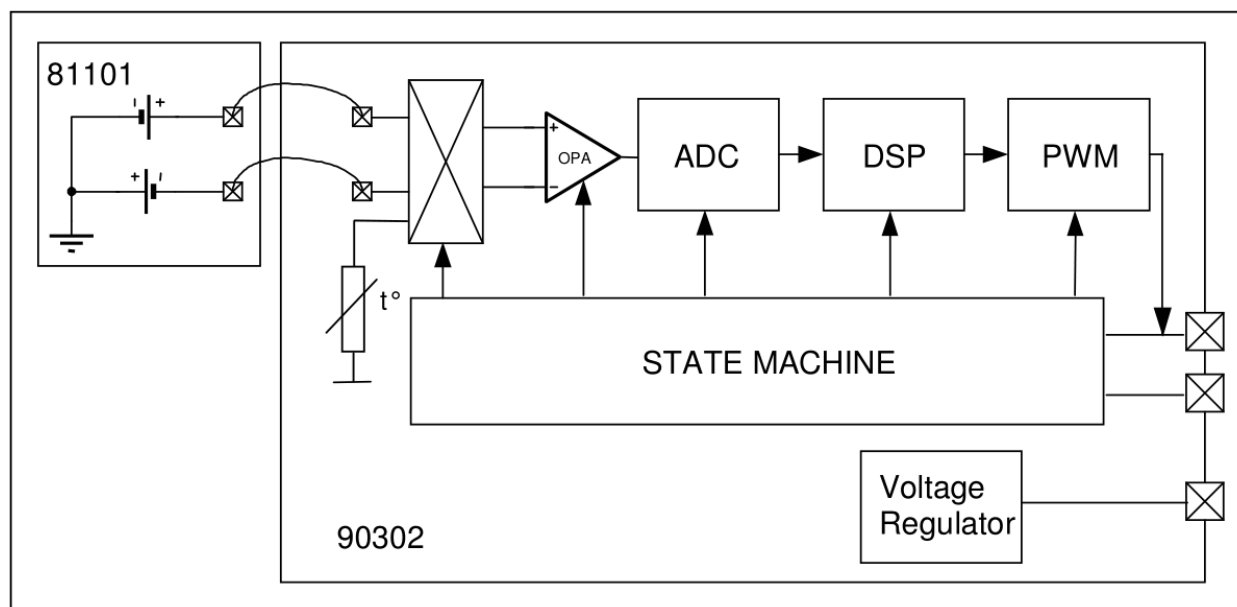 81101
+
+
OPA
+
−
ADC
DSP
PWM
t°
STATE MACHINE
Voltage
Regulator
90302